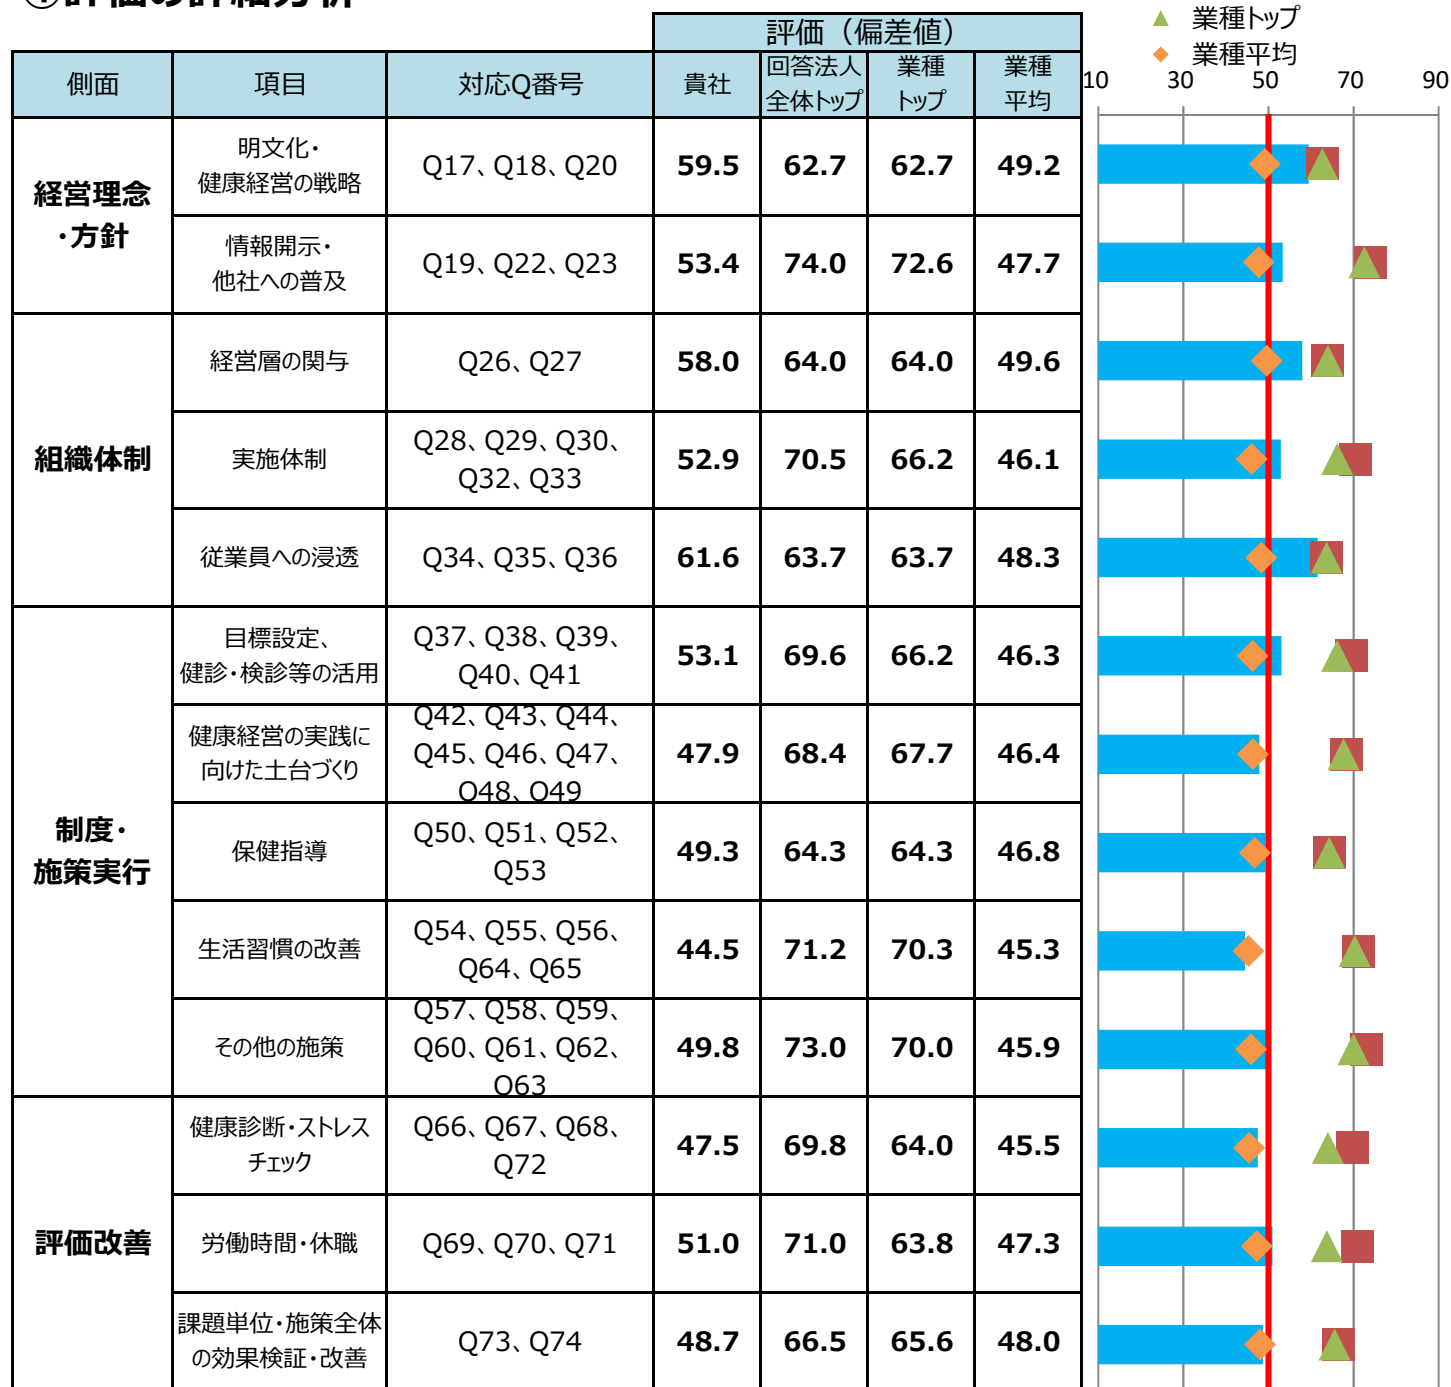 ①評価の詳細分析
▲ 業種トップ
◆ 業種平均
評価（偏差値）
側面 項目 対応Q番号 貴社 回答法人 業種 業種
全体トップ トップ 平均
10 30 50 70 90
経営理念
・方針
明文化・
健康経営の戦略
Q17、Q18、Q20 59.5 62.7 62.7 49.2
情報開示・
他社への普及
Q19、Q22、Q23 53.4 74.0 72.6 47.7
組織体制
経営層の関与 Q26、Q27 58.0 64.0 64.0 49.6
実施体制
Q28、Q29、Q30、
Q32、Q33
52.9 70.5 66.2 46.1
従業員への浸透 Q34、Q35、Q36 61.6 63.7 63.7 48.3
制度・
施策実行
目標設定、
健診・検診等の活用
Q37、Q38、Q39、
Q40、Q41
53.1 69.6 66.2 46.3
健康経営の実践に
向けた土台づくり
Q42、Q43、Q44、
Q45、Q46、Q47、
Q48、Q49
47.9 68.4 67.7 46.4
保健指導
Q50、Q51、Q52、
Q53
49.3 64.3 64.3 46.8
生活習慣の改善
Q54、Q55、Q56、
Q64、Q65
44.5 71.2 70.3 45.3
その他の施策
Q57、Q58、Q59、
Q60、Q61、Q62、
Q63
49.8 73.0 70.0 45.9
評価改善
健康診断・ストレス
チェック
Q66、Q67、Q68、
Q72
47.5 69.8 64.0 45.5
労働時間・休職 Q69、Q70、Q71 51.0 71.0 63.8 47.3
課題単位・施策全体
の効果検証・改善
Q73、Q74 48.7 66.5 65.6 48.0